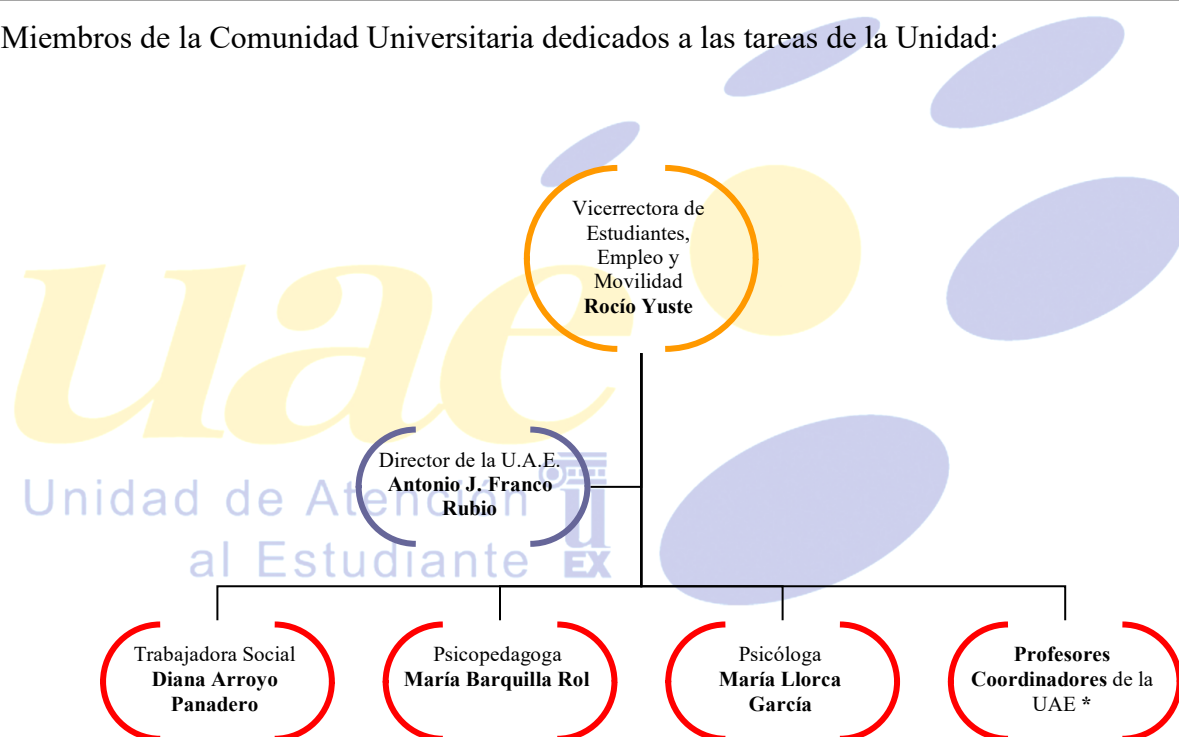 Miembros de la Comunidad Universitaria dedicados a las tareas de la Unidad:
Vicerrectora de
Estudiantes,
Empleo y
Movilidad
Rocío Yuste
uae
Director de la U.A.E.
Antonio J. Franco
Rubio
Unidad de Atención
al Estudiante
u
EX
Trabajadora Social
Diana Arroyo
Panadero
Psicopedagoga
María Barquilla Rol
Psicóloga
María Llorca
García
Profesores
Coordinadores de la
UAE *